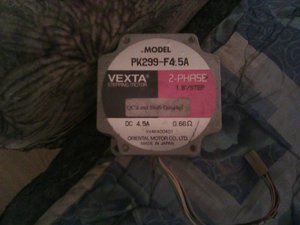 MODEL
PK299-F4.5A
VEXTA®
STEPPING MOTOR
2-PHASE
1.8°/STEP
DC 4.5A
0.66Ω
ORIENTAL MOTOR CO., LTD.
MADE IN JAPAN